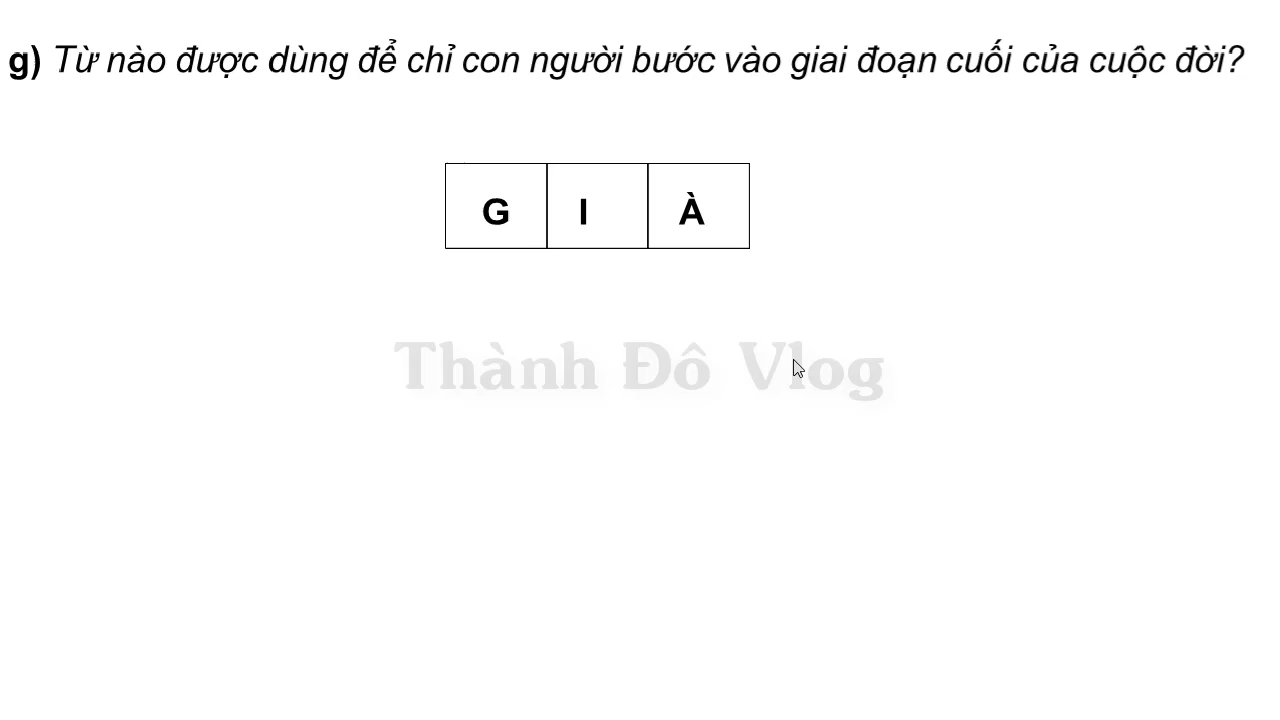 g) Từ nào được dùng để chỉ con người bước vào giai đoạn cuối của cuộc đời?
G I À
Thành Đô Vlog